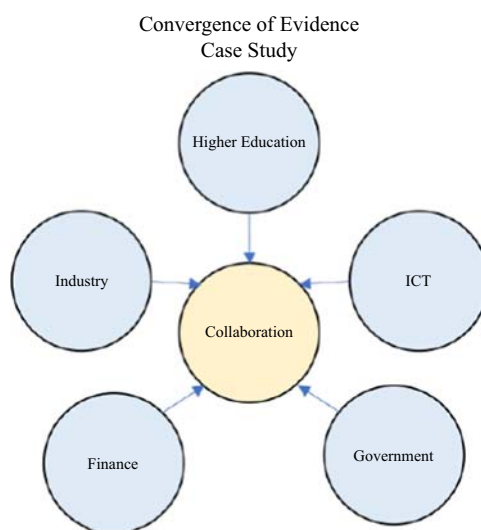 Convergence of Evidence
Case Study
Higher Education
Industry
ICT
Collaboration
Finance
Government